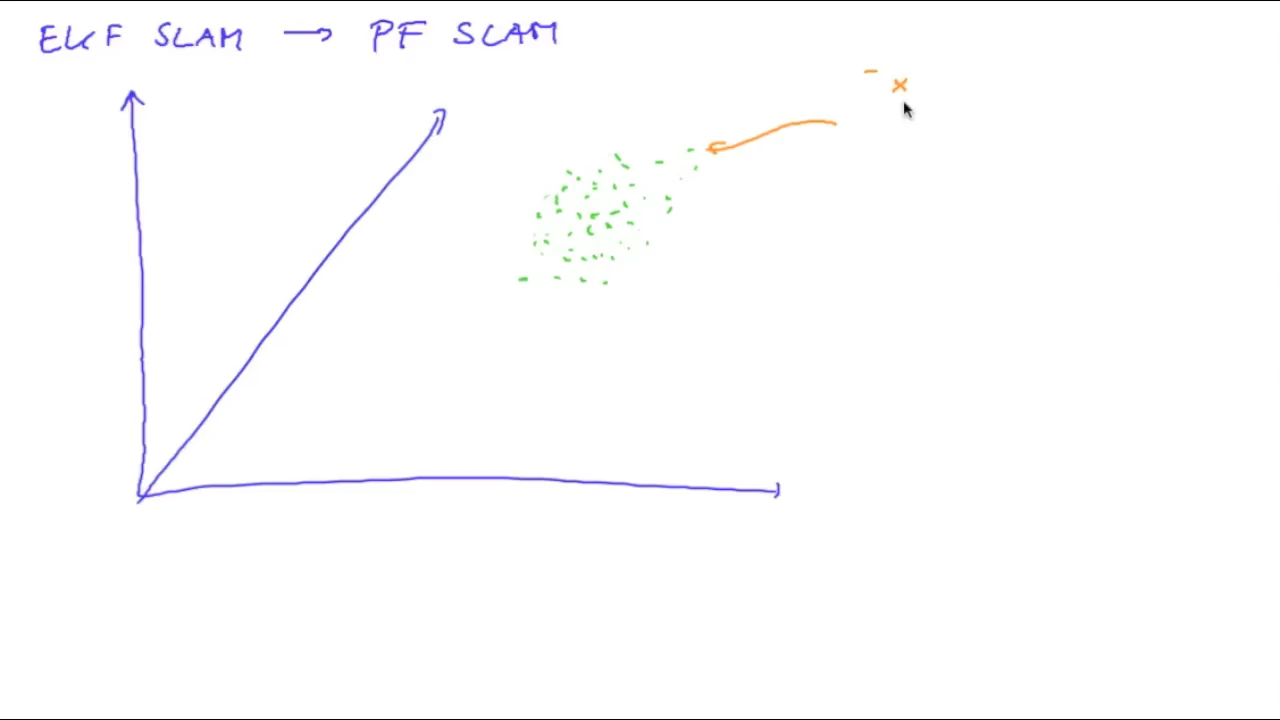 EKF SLAM → PF SLAM
- x